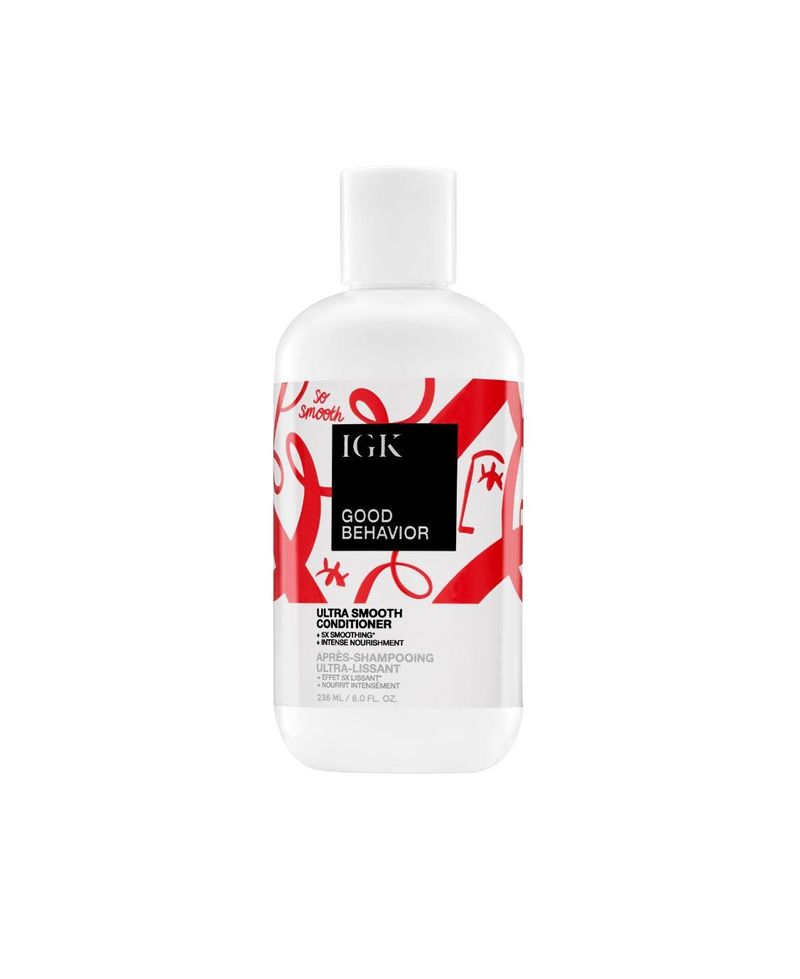 So
smooth
IGK
GOOD
BEHAVIOR
ULTRA SMOOTH
CONDITIONER
+ 5X SMOOTHING*
+ INTENSE NOURISHMENT
APRÈS-SHAMPOOING
ULTRA-LISSANT
+ EFFET 5X LISSANT*
+ NOURRIT INTENSÉMENT
236 ML / 8.0 FL. OZ.